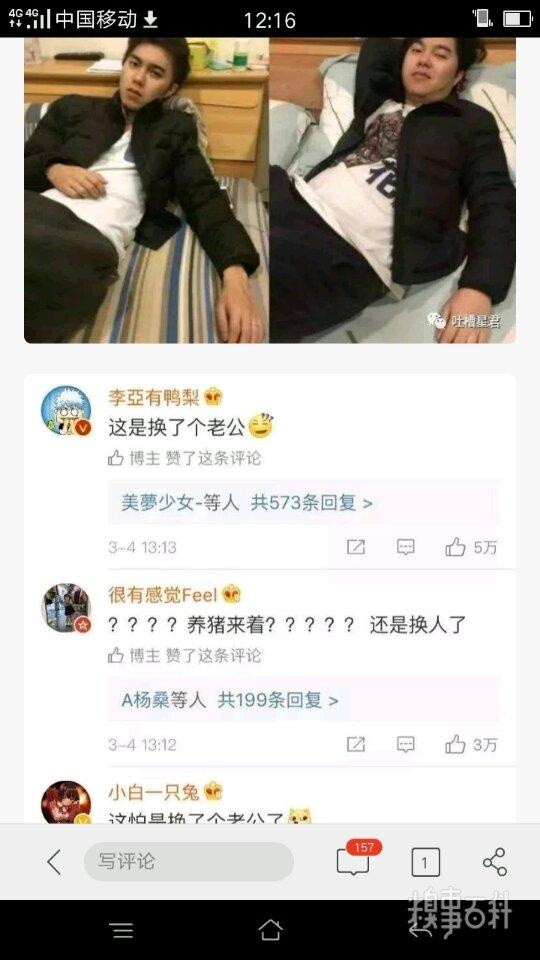 4G 4G 中国移动 12:16
花
吐槽星君
李亞有鸭梨
这是换了个老公
博主 赞了这条评论
美夢少女-等人 共573条回复 >
3-4 13:13 5万
很有感觉Feel
？？？？养猪来着？？？？？ 还是换人了
博主 赞了这条评论
A杨桑等人 共199条回复 >
3-4 13:12 3万
小白一只兔
这怕是换了个老公了
写评论 157 1
糗事百科